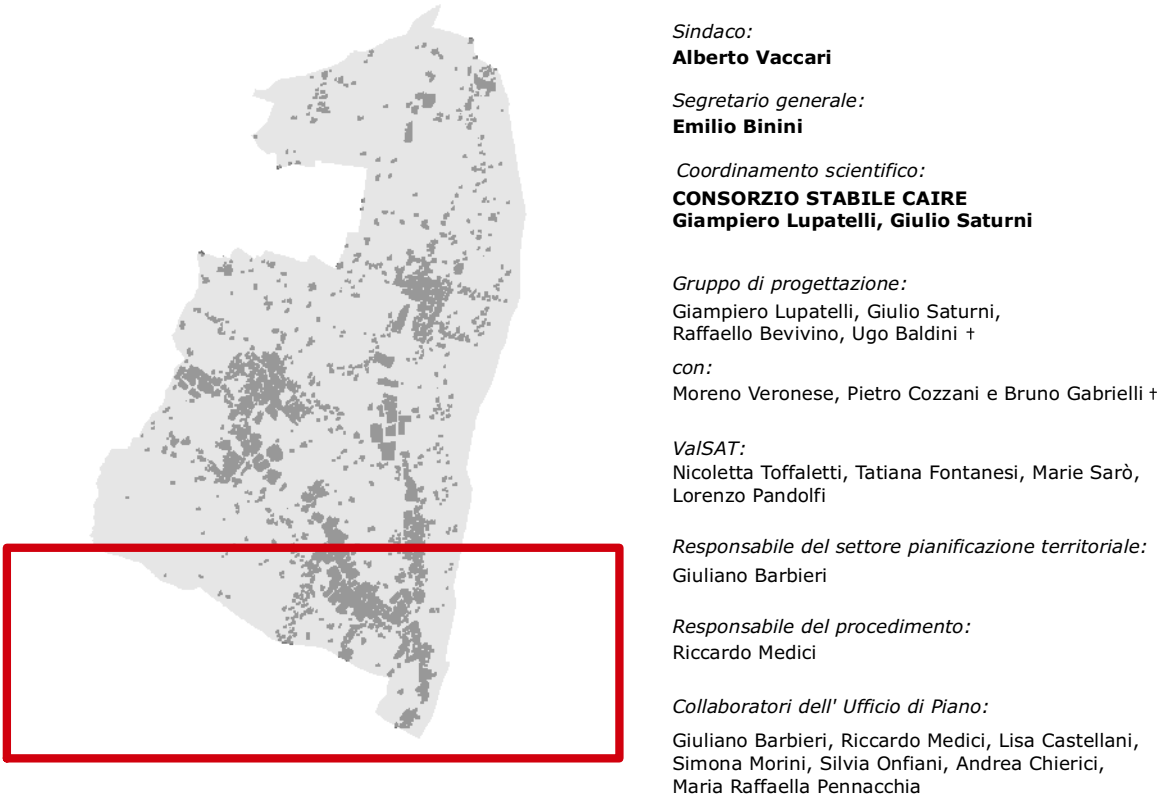 Sindaco:
Alberto Vaccari
Segretario generale:
Emilio Binini
Coordinamento scientifico:
CONSORZIO STABILE CAIRE
Giampiero Lupatelli, Giulio Saturni
Gruppo di progettazione:
Giampiero Lupatelli, Giulio Saturni,
Raffaello Bevivino, Ugo Baldini †
con:
Moreno Veronese, Pietro Cozzani e Bruno Gabrielli †
ValSAT:
Nicoletta Toffaletti, Tatiana Fontanesi, Marie Sarò,
Lorenzo Pandolfi
Responsabile del settore pianificazione territoriale:
Giuliano Barbieri
Responsabile del procedimento:
Riccardo Medici
Collaboratori dell' Ufficio di Piano:
Giuliano Barbieri, Riccardo Medici, Lisa Castellani,
Simona Morini, Silvia Onfiani, Andrea Chierici,
Maria Raffaella Pennacchia